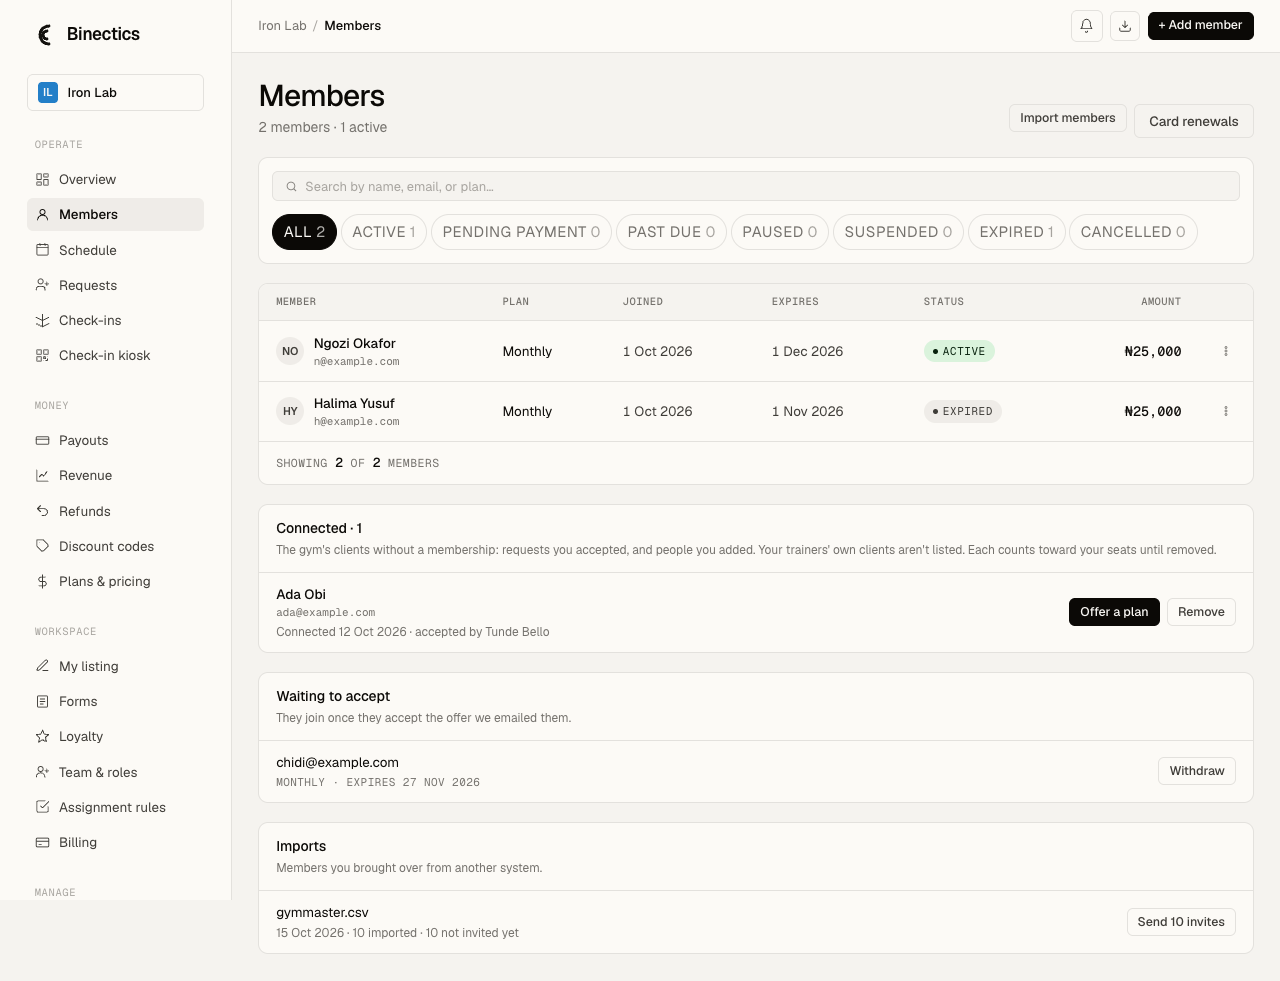 Binectics
Iron Lab / Members
+ Add member
IL Iron Lab
OPERATE
Overview
Members
Schedule
Requests
Check-ins
Check-in kiosk
MONEY
Payouts
Revenue
Refunds
Discount codes
Plans & pricing
WORKSPACE
My listing
Forms
Loyalty
Team & roles
Assignment rules
Billing
MANAGE
Members
2 members · 1 active
Import members
Card renewals
Search by name, email, or plan…
ALL 2 ACTIVE 1 PENDING PAYMENT 0 PAST DUE 0 PAUSED 0 SUSPENDED 0 EXPIRED 1 CANCELLED 0
MEMBER PLAN JOINED EXPIRES STATUS AMOUNT
NO Ngozi Okafor Monthly 1 Oct 2026 1 Dec 2026 ACTIVE ₦25,000
n@example.com
HY Halima Yusuf Monthly 1 Oct 2026 1 Nov 2026 EXPIRED ₦25,000
h@example.com
SHOWING 2 OF 2 MEMBERS
Connected · 1
The gym's clients without a membership: requests you accepted, and people you added. Your trainers' own clients aren't listed. Each counts toward your seats until removed.
Ada Obi
ada@example.com
Connected 12 Oct 2026 · accepted by Tunde Bello
Offer a plan
Remove
Waiting to accept
They join once they accept the offer we emailed them.
chidi@example.com
MONTHLY · EXPIRES 27 NOV 2026
Withdraw
Imports
Members you brought over from another system.
gymmaster.csv
15 Oct 2026 · 10 imported · 10 not invited yet
Send 10 invites